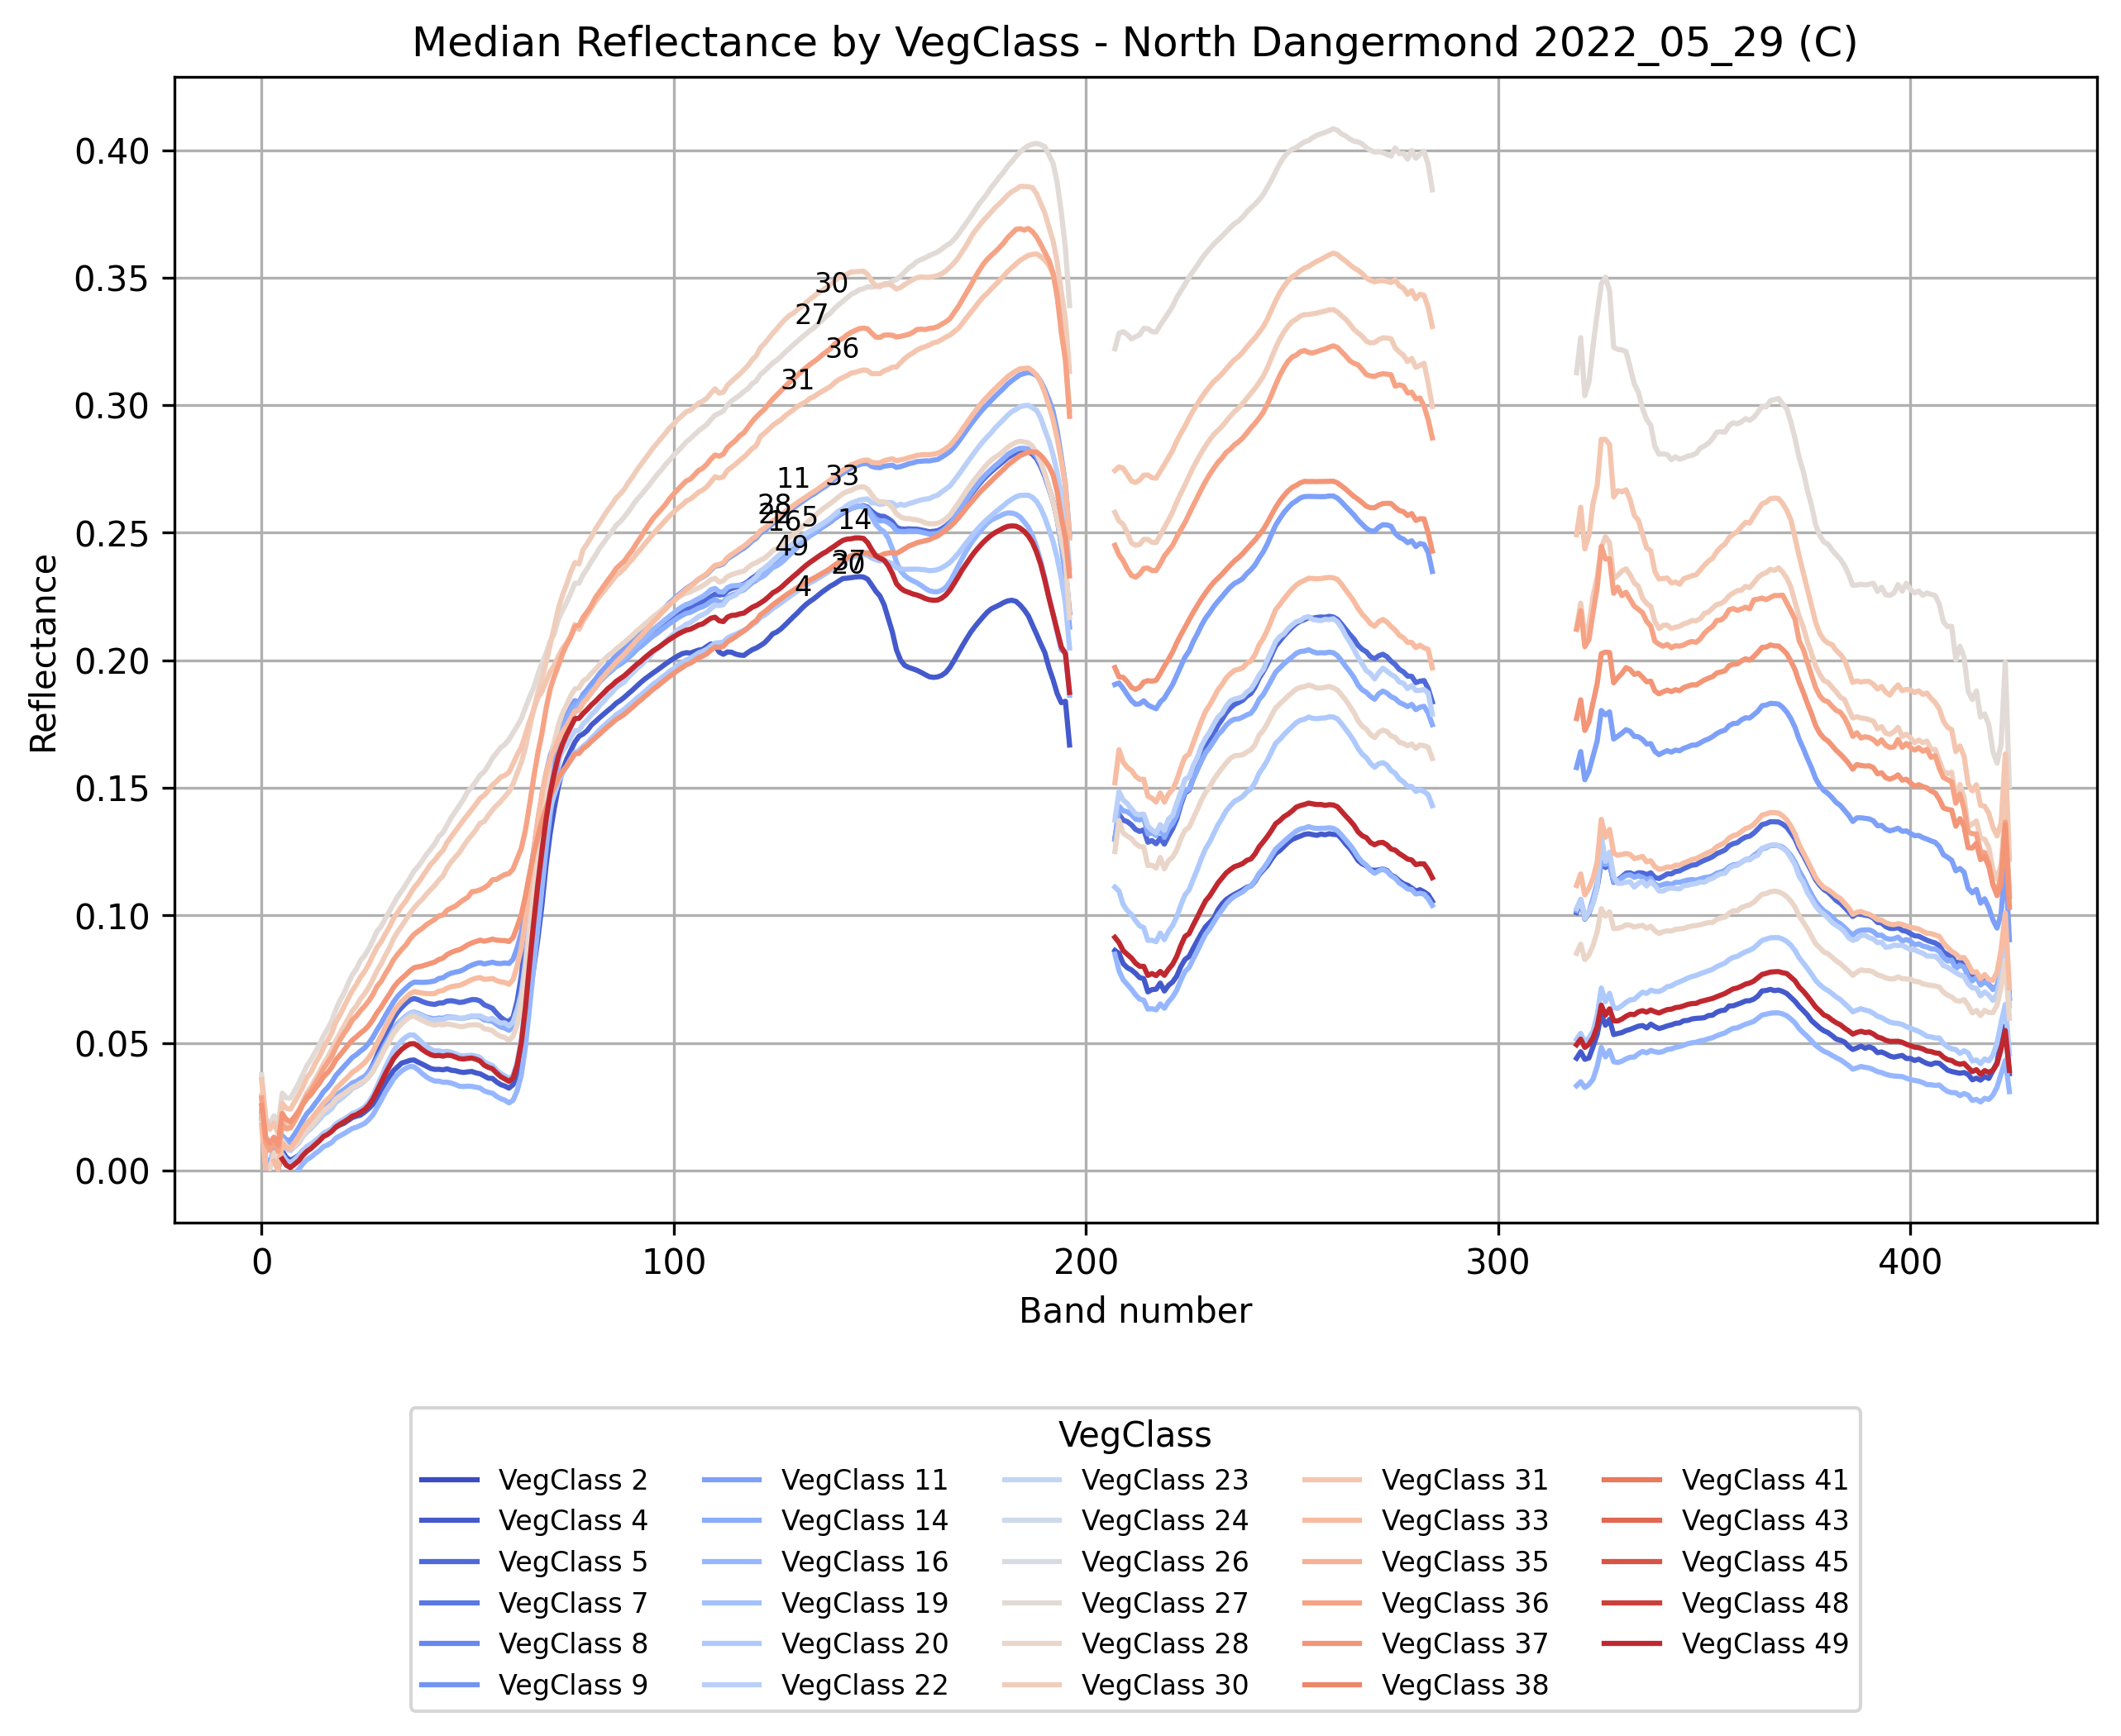 Median Reflectance by VegClass - North Dangermond 2022_05_29 (C)
Reflectance
0.40
0.35
0.30
0.25
0.20
0.15
0.10
0.05
0.00
30
27
36
31
11
33
28
16
5
14
49
37
20
4
0
100
200
300
400
Band number
VegClass
VegClass 2
VegClass 4
VegClass 5
VegClass 7
VegClass 8
VegClass 9
VegClass 11
VegClass 14
VegClass 16
VegClass 19
VegClass 20
VegClass 22
VegClass 23
VegClass 24
VegClass 26
VegClass 27
VegClass 28
VegClass 30
VegClass 31
VegClass 33
VegClass 35
VegClass 36
VegClass 37
VegClass 38
VegClass 41
VegClass 43
VegClass 45
VegClass 48
VegClass 49